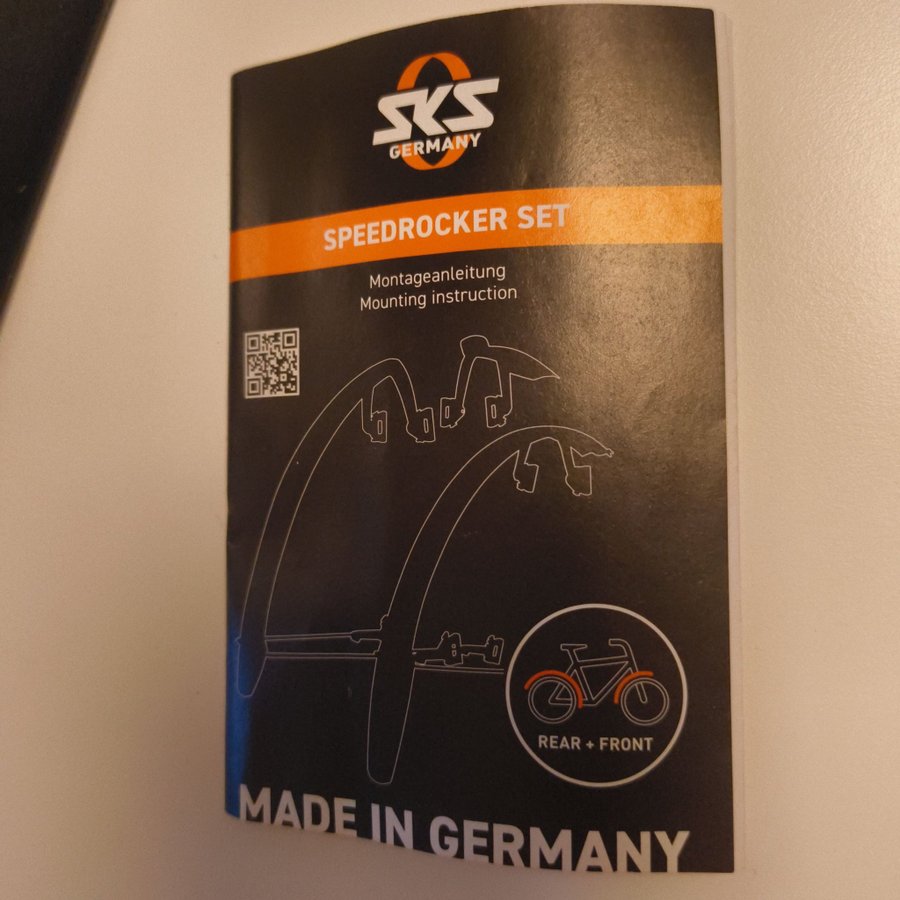 SKS
GERMANY
SPEEDROCKER SET
Montageanleitung
Mounting instruction
REAR + FRONT
MADE IN GERMANY